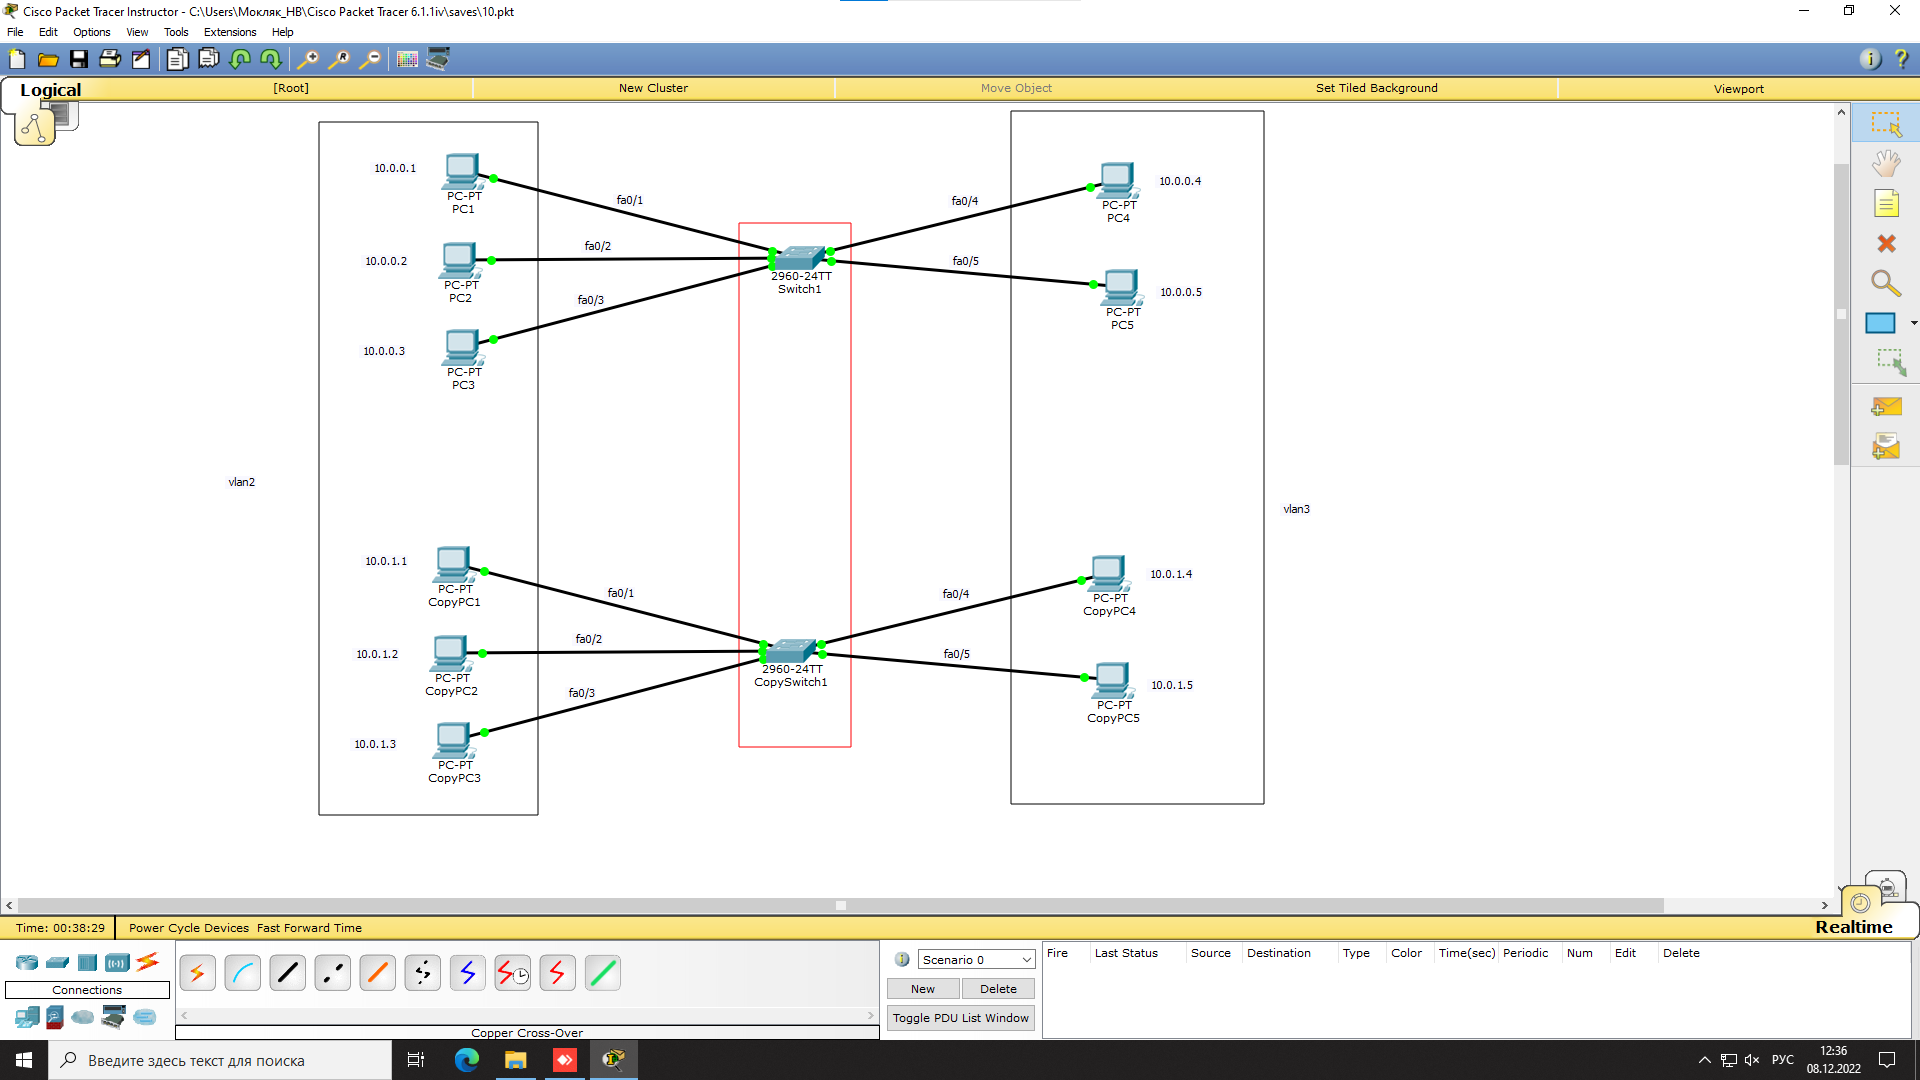 Cisco Packet Tracer Instructor - C:\Users\Мокляк_НВ\Cisco Packet Tracer 6.1.1iv\saves\10.pkt
File Edit Options View Tools Extensions Help
Logical
[Root]
New Cluster
Move Object
Set Tiled Background
Viewport
10.0.0.1
PC-PT
PC1
fa0/1
fa0/4
PC-PT
PC4
10.0.0.4
10.0.0.2
PC-PT
PC2
fa0/2
2960-24TT
Switch1
fa0/5
PC-PT
PC5
10.0.0.5
10.0.0.3
PC-PT
PC3
fa0/3
vlan2
vlan3
10.0.1.1
PC-PT
CopyPC1
fa0/1
fa0/4
PC-PT
CopyPC4
10.0.1.4
10.0.1.2
PC-PT
CopyPC2
fa0/2
2960-24TT
CopySwitch1
fa0/5
PC-PT
CopyPC5
10.0.1.5
10.0.1.3
PC-PT
CopyPC3
fa0/3
Time: 00:38:29
Power Cycle Devices Fast Forward Time
Realtime
Connections
Copper Cross-Over
Scenario 0
New
Delete
Toggle PDU List Window
Fire Last Status Source Destination Type Color Time(sec) Periodic Num Edit Delete
Введите здесь текст для поиска
РУС
12:36
08.12.2022